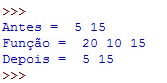 >>>
Antes =  5 15
Função =  20 10 15
Depois =  5 15
>>>